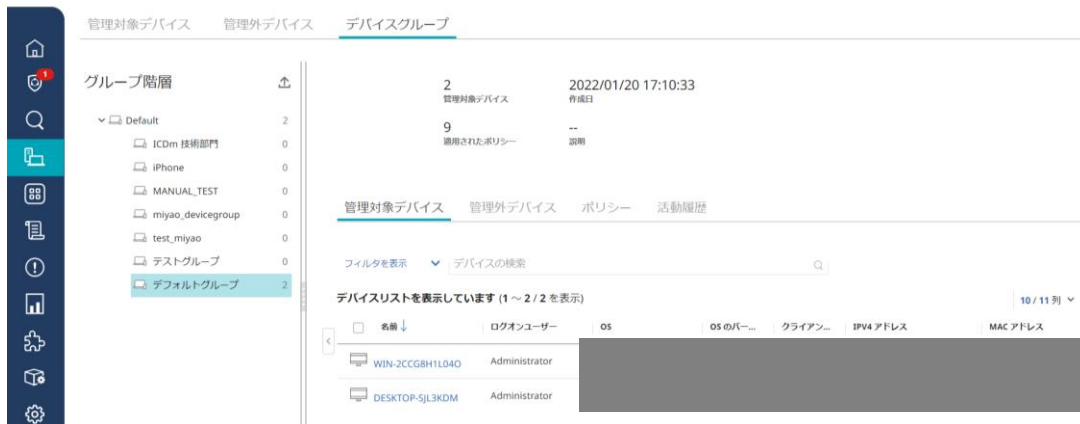 管理対象デバイス 管理外デバイス デバイスグループ
1
グループ階層
Default 2
ICDm 技術部門 0
iPhone 0
MANUAL_TEST 0
miyao_devicegroup 0
test_miyao 0
テストグループ 0
デフォルトグループ 2
2 2022/01/20 17:10:33
管理対象デバイス 作成日
9 --
適用されたポリシー 説明
管理対象デバイス 管理外デバイス ポリシー 活動履歴
フィルタを表示 デバイスの検索
デバイスリストを表示しています (1 ～ 2 / 2 を表示) 10 / 11 列
名前↓ ログオンユーザー OS OS のバー... クライアン... IPV4 アドレス MAC アドレス
WIN-2CCG8H1L04O Administrator
DESKTOP-SJL3KDM Administrator